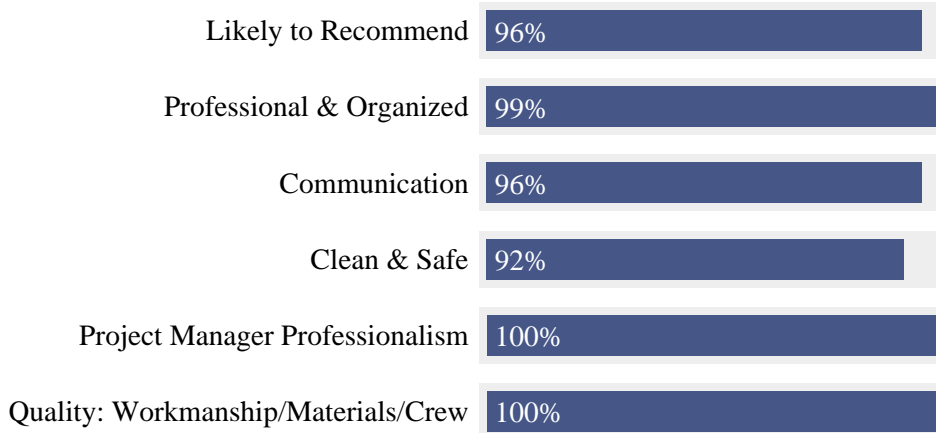 Likely to Recommend 96%
Professional & Organized 99%
Communication 96%
Clean & Safe 92%
Project Manager Professionalism 100%
Quality: Workmanship/Materials/Crew 100%